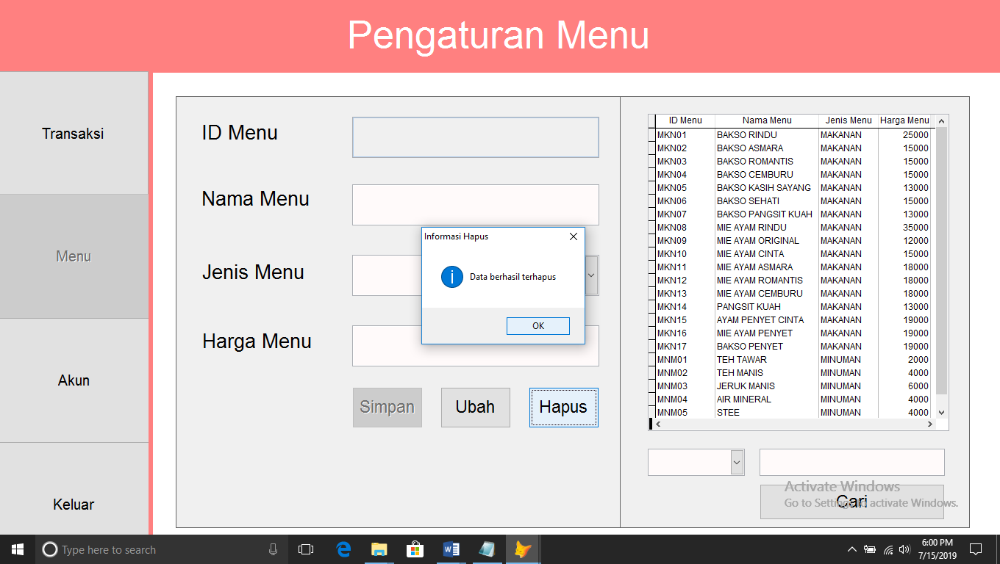 Pengaturan Menu
Transaksi
Menu
Akun
Keluar
ID Menu
Nama Menu
Jenis Menu
Harga Menu
Simpan Ubah Hapus
Informasi Hapus
Data berhasil terhapus
OK
ID Menu Nama Menu Jenis Menu Harga Menu
MKN01 BAKSO RINDU MAKANAN 25000
MKN02 BAKSO ASMARA MAKANAN 15000
MKN03 BAKSO ROMANTIS MAKANAN 15000
MKN04 BAKSO CEMBURU MAKANAN 15000
MKN05 BAKSO KASIH SAYANG MAKANAN 13000
MKN06 BAKSO SEHATI MAKANAN 15000
MKN07 BAKSO PANGSIT KUAH MAKANAN 13000
MKN08 MIE AYAM RINDU MAKANAN 35000
MKN09 MIE AYAM ORIGINAL MAKANAN 12000
MKN10 MIE AYAM CINTA MAKANAN 15000
MKN11 MIE AYAM ASMARA MAKANAN 18000
MKN12 MIE AYAM ROMANTIS MAKANAN 18000
MKN13 MIE AYAM CEMBURU MAKANAN 18000
MKN14 PANGSIT KUAH MAKANAN 13000
MKN15 AYAM PENYET CINTA MAKANAN 19000
MKN16 MIE AYAM PENYET MAKANAN 19000
MKN17 BAKSO PENYET MAKANAN 19000
MNM01 TEH TAWAR MINUMAN 2000
MNM02 TEH MANIS MINUMAN 4000
MNM03 JERUK MANIS MINUMAN 6000
MNM04 AIR MINERAL MINUMAN 4000
MNM05 STEE MINUMAN 4000
Cari
Activate Windows
Go to Settings to activate Windows.
Type here to search
6:00 PM
7/15/2019